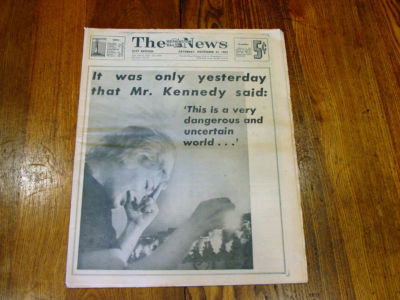 The News
5¢
It was only yesterday
that Mr. Kennedy said:
'This is a very
dangerous and
uncertain
world . . .'